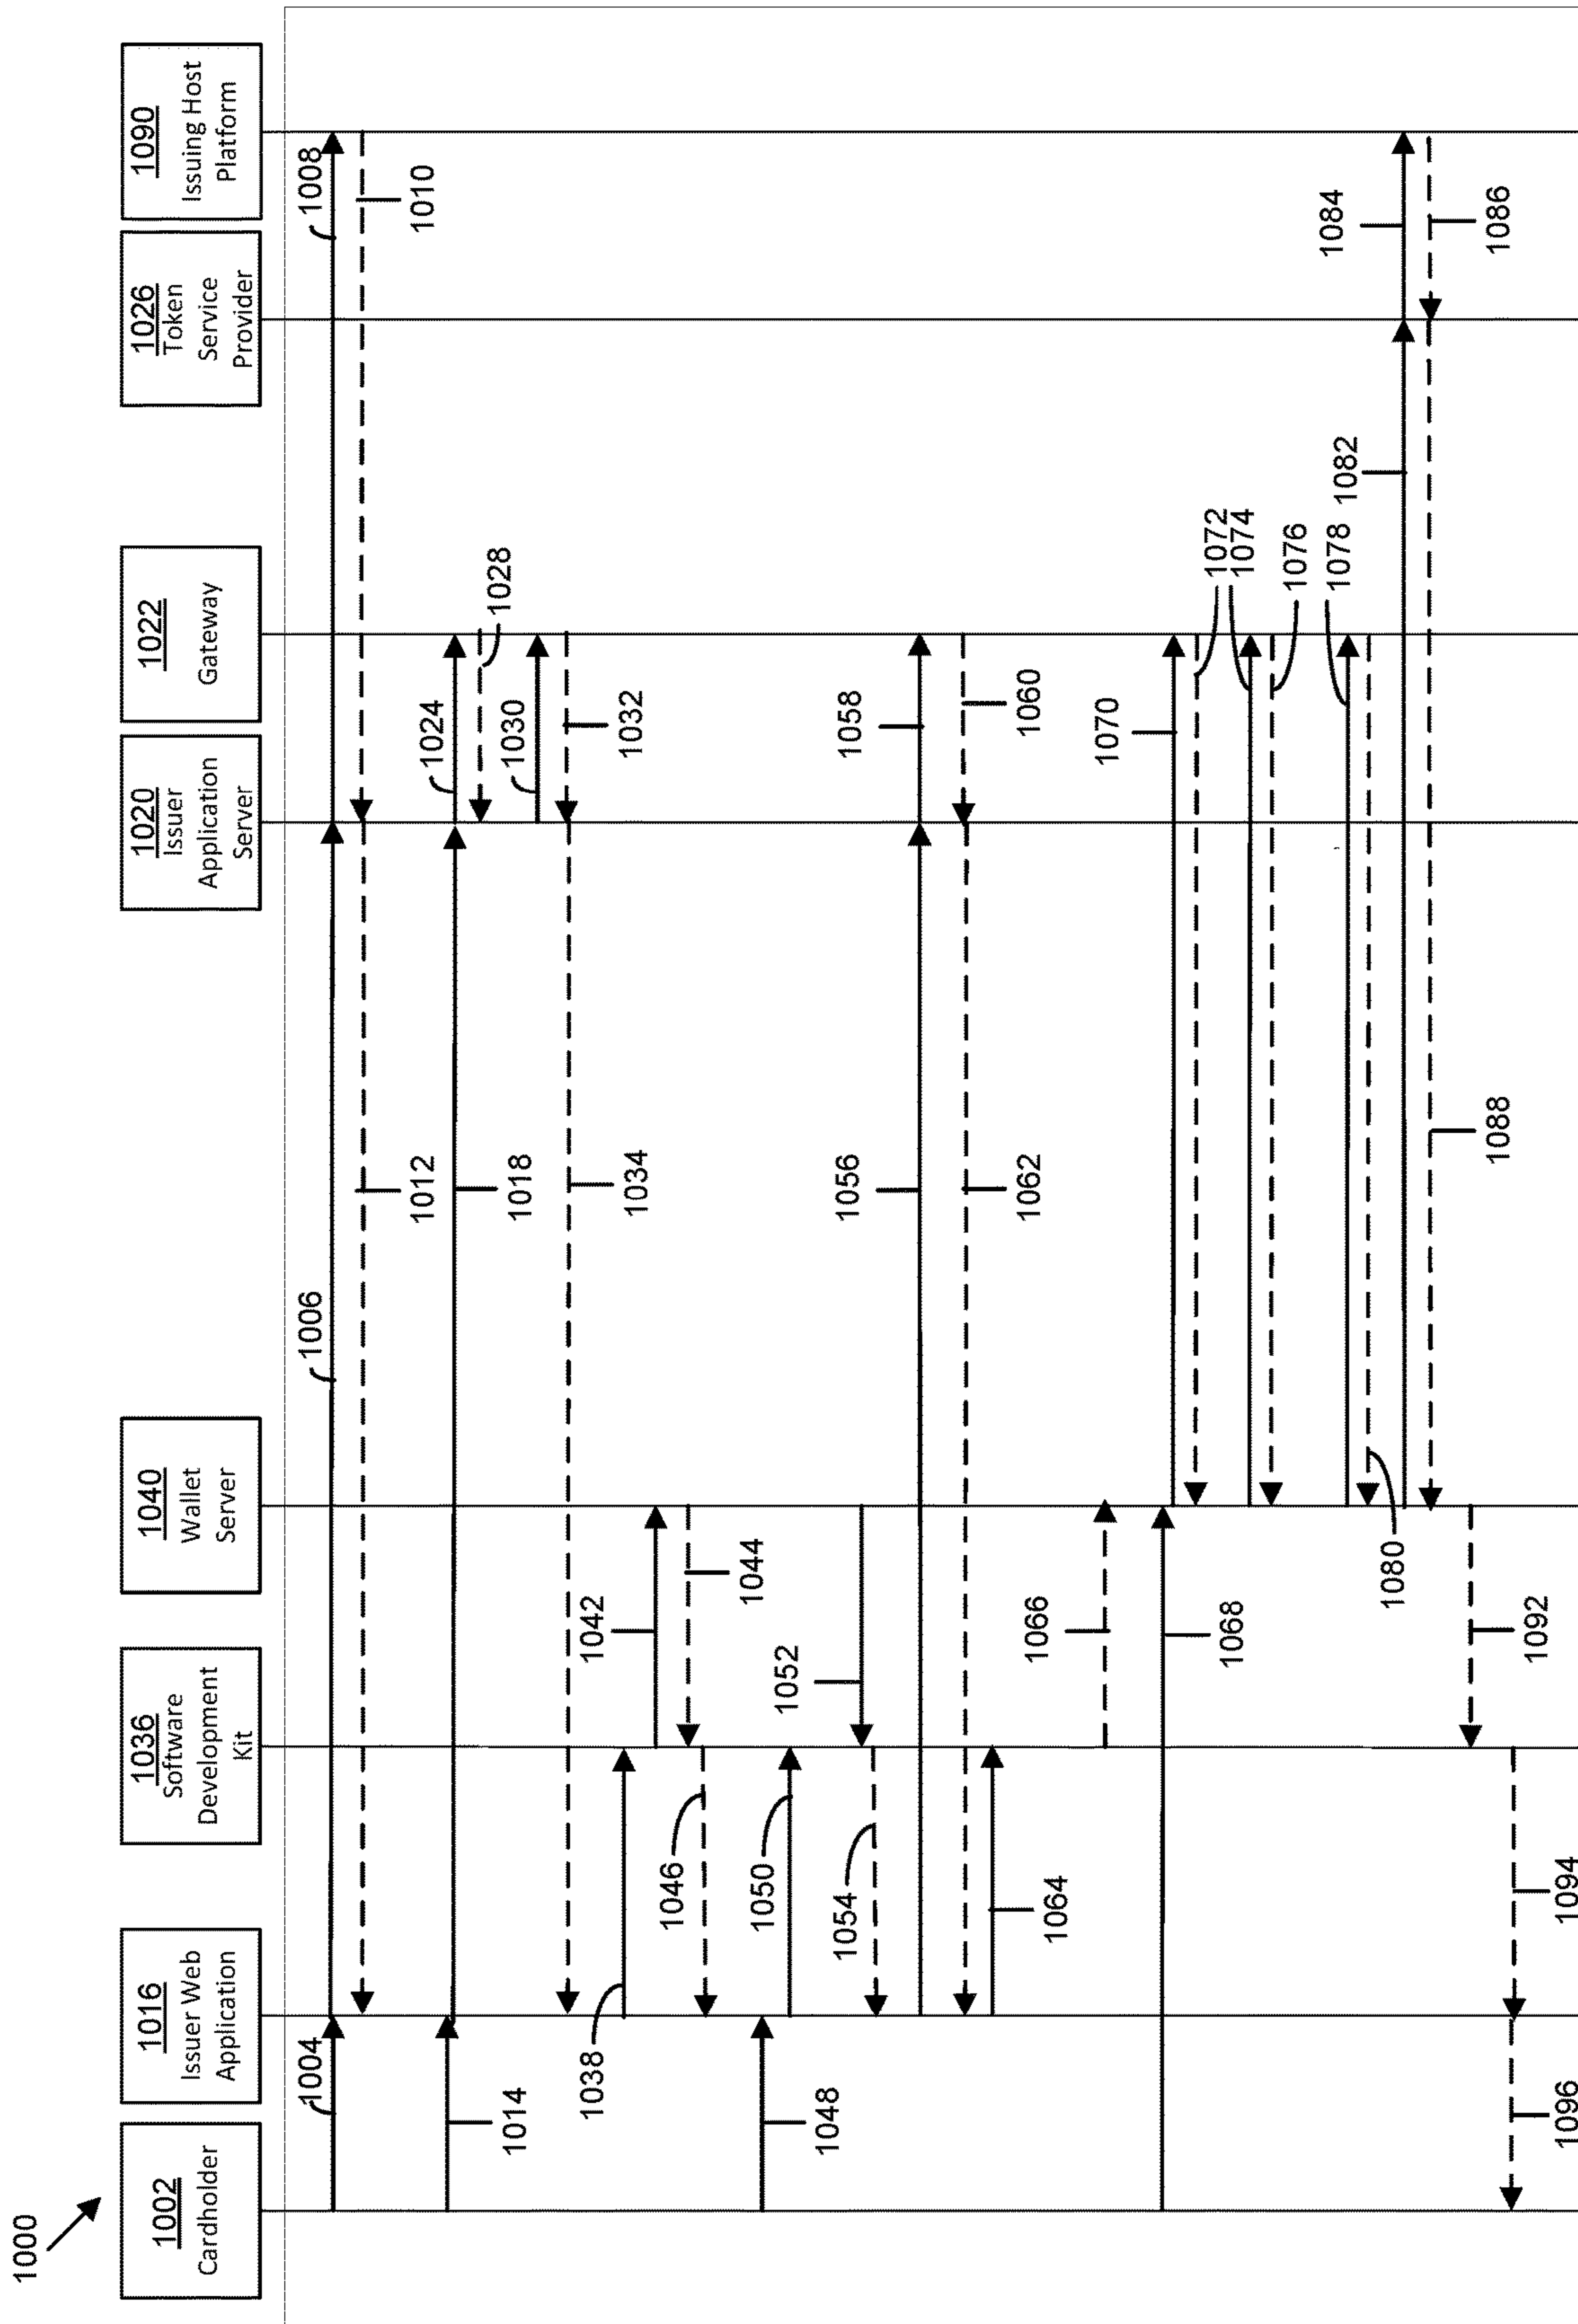 1000
1002
Cardholder
1016
Issuer Web
Application
1036
Software
Development
Kit
1040
Wallet
Server
1020
Issuer
Application
Server
1022
Gateway
1026
Token
Service
Provider
1090
Issuing Host
Platform
1004
1006
1008
1010
1012
1014
1018
1024
1028
1030
1032
1034
1038
1042
1044
1046
1048
1050
1052
1054
1056
1058
1060
1062
1064
1066
1068
1070
1072
1074
1076
1078
1080
1082
1084
1086
1088
1092
1094
1096